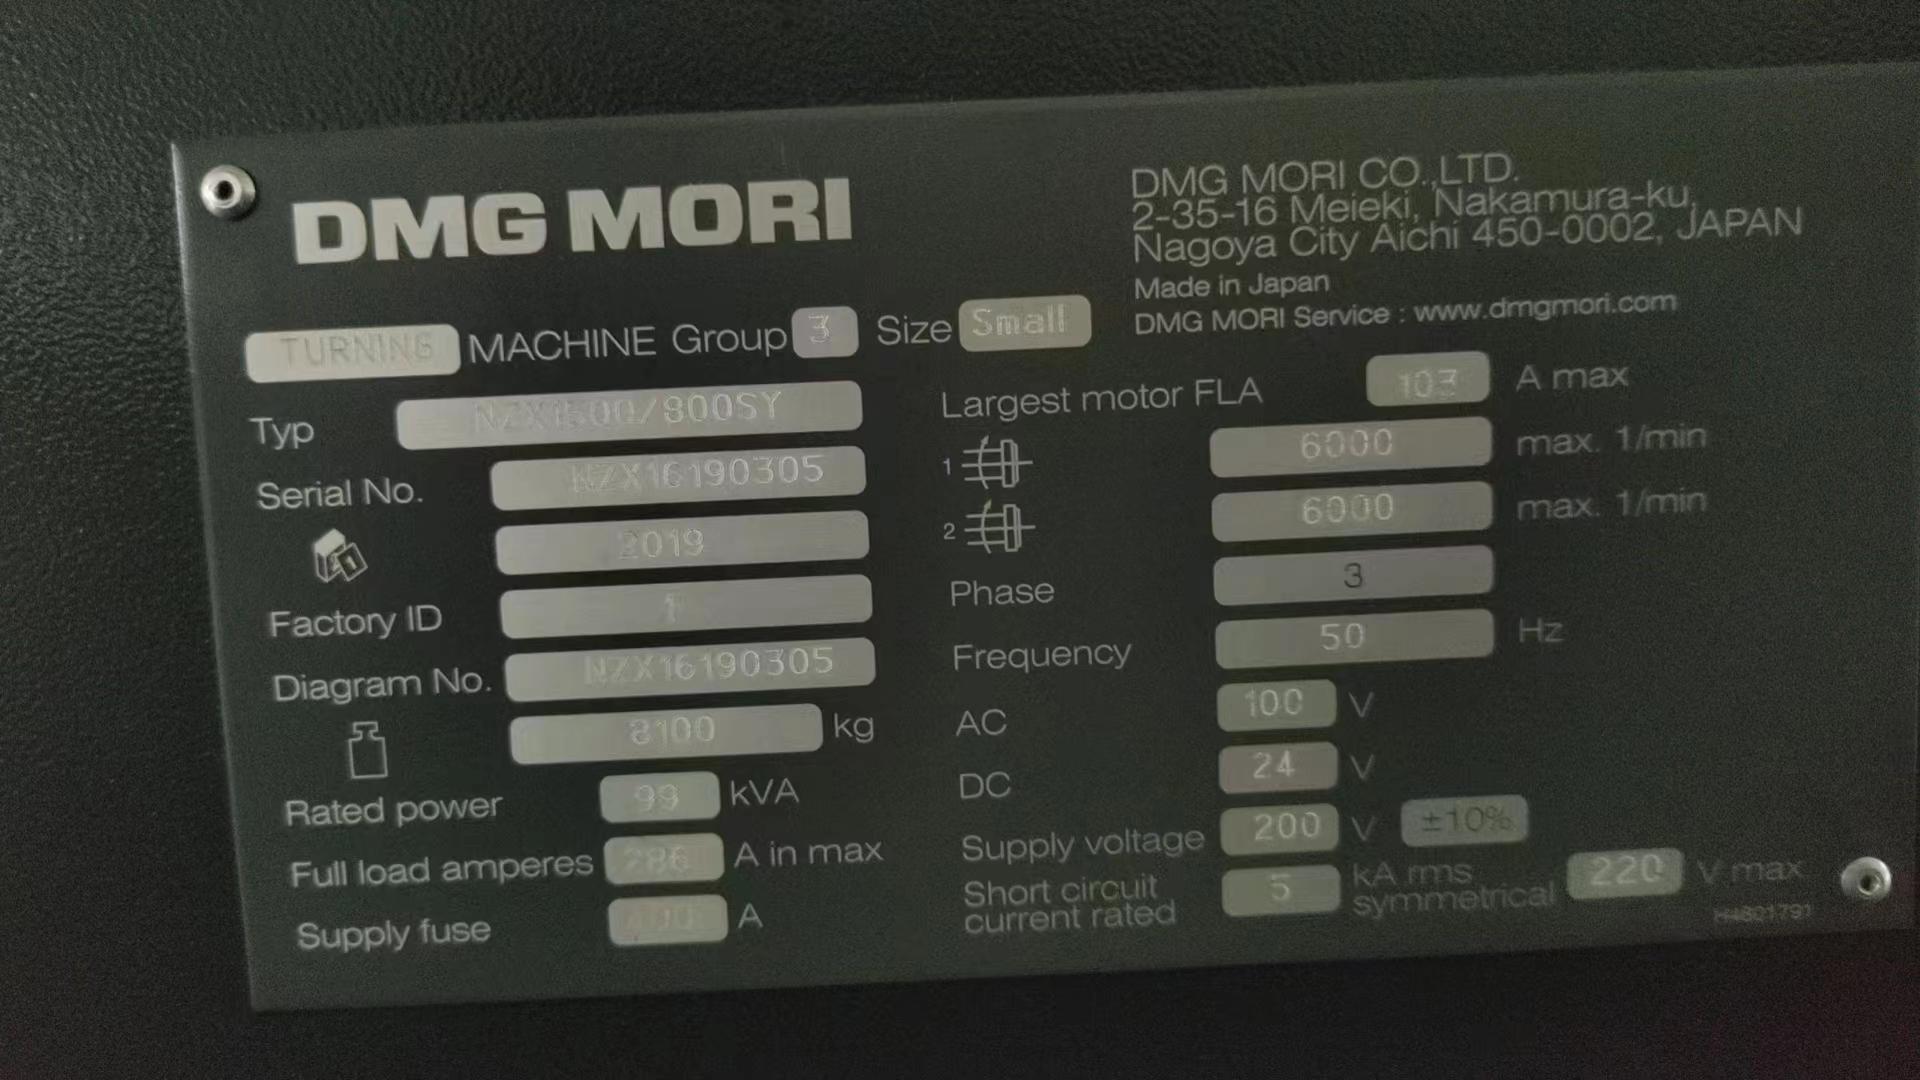 DMG MORI
DMG MORI CO.,LTD.
2-35-16 Meieki, Nakamura-ku,
Nagoya City Aichi 450-0002, JAPAN
Made in Japan
DMG MORI Service : www.dmgmori.com
TURNING MACHINE Group 3 Size Small
Typ NZX1500/800SY
Serial No. NZX16190305
2019
Factory ID 1
Diagram No. NZX16190305
8100 kg
Rated power 99 kVA
Full load amperes 286 A in max
Supply fuse 400 A
Largest motor FLA 103 A max
1 6000 max. 1/min
2 6000 max. 1/min
Phase 3
Frequency 50 Hz
AC 100 V
DC 24 V
Supply voltage 200 V ±10%
Short circuit current rated 5 kA rms symmetrical 220 V max
H4801791